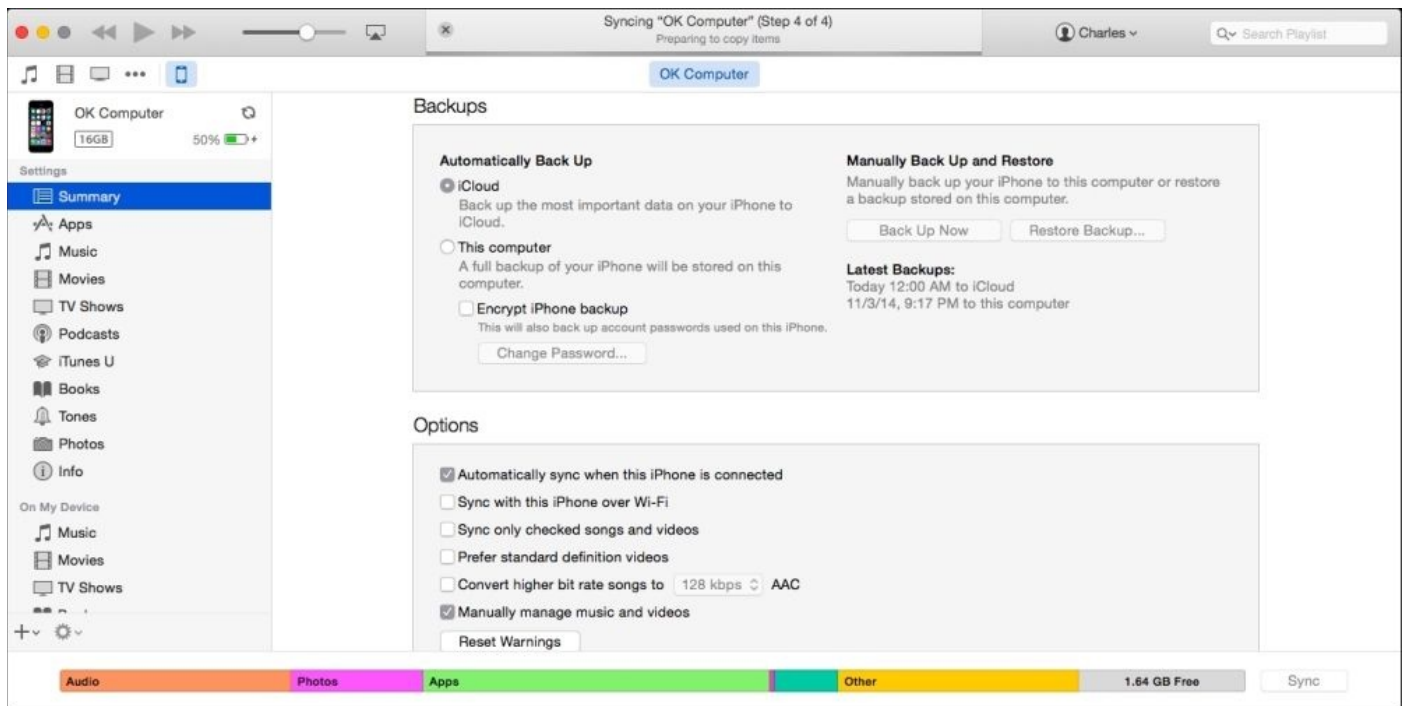 Syncing "OK Computer" (Step 4 of 4)
Preparing to copy items
Charles
Search Playlist
OK Computer
OK Computer
16GB
50%
Settings
Summary
Apps
Music
Movies
TV Shows
Podcasts
iTunes U
Books
Tones
Photos
Info
On My Device
Music
Movies
TV Shows
Backups
Automatically Back Up
iCloud
Back up the most important data on your iPhone to
iCloud.
This computer
A full backup of your iPhone will be stored on this
computer.
Encrypt iPhone backup
This will also back up account passwords used on this iPhone.
Change Password...
Manually Back Up and Restore
Manually back up your iPhone to this computer or restore
a backup stored on this computer.
Back Up Now
Restore Backup...
Latest Backups:
Today 12:00 AM to iCloud
11/3/14, 9:17 PM to this computer
Options
Automatically sync when this iPhone is connected
Sync with this iPhone over Wi-Fi
Sync only checked songs and videos
Prefer standard definition videos
Convert higher bit rate songs to 128 kbps AAC
Manually manage music and videos
Reset Warnings
Audio
Photos
Apps
Other
1.64 GB Free
Sync